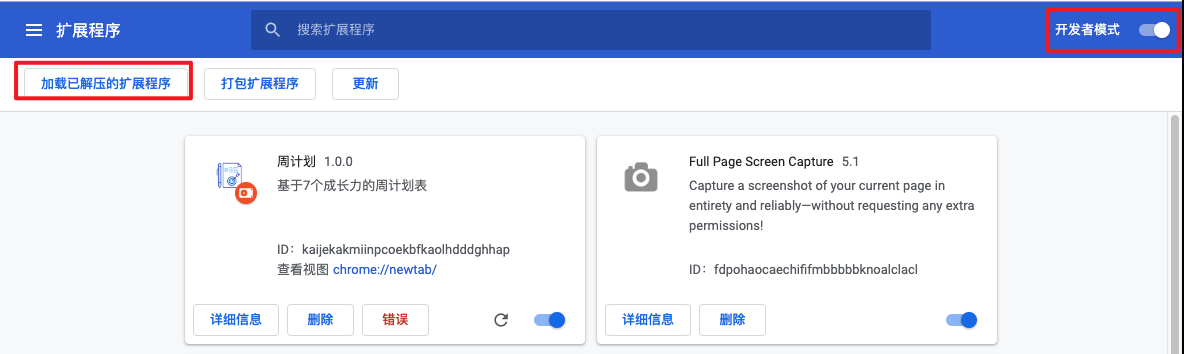 扩展程序
搜索扩展程序
开发者模式
加载已解压的扩展程序
打包扩展程序
更新
周计划 1.0.0
基于7个成长力的周计划表
ID：kaijekakmiinpcoekbfkaolhdddghhap
查看视图 chrome://newtab/
详细信息
删除
错误
Full Page Screen Capture 5.1
Capture a screenshot of your current page in
entirety and reliably—without requesting any extra
permissions!
ID：fdpohaocaechififmbbbbbknoalclacl
详细信息
删除